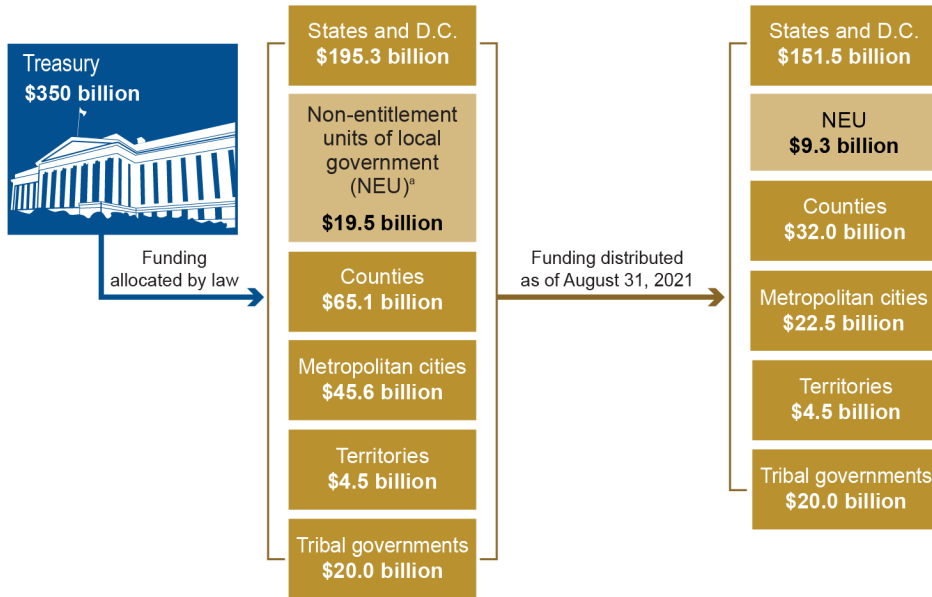 Treasury
$350 billion
Funding
allocated by law
States and D.C.
$195.3 billion
Non-entitlement
units of local
government
(NEU)ᵃ
$19.5 billion
Counties
$65.1 billion
Metropolitan cities
$45.6 billion
Territories
$4.5 billion
Tribal governments
$20.0 billion
Funding distributed
as of August 31, 2021
States and D.C.
$151.5 billion
NEU
$9.3 billion
Counties
$32.0 billion
Metropolitan cities
$22.5 billion
Territories
$4.5 billion
Tribal governments
$20.0 billion